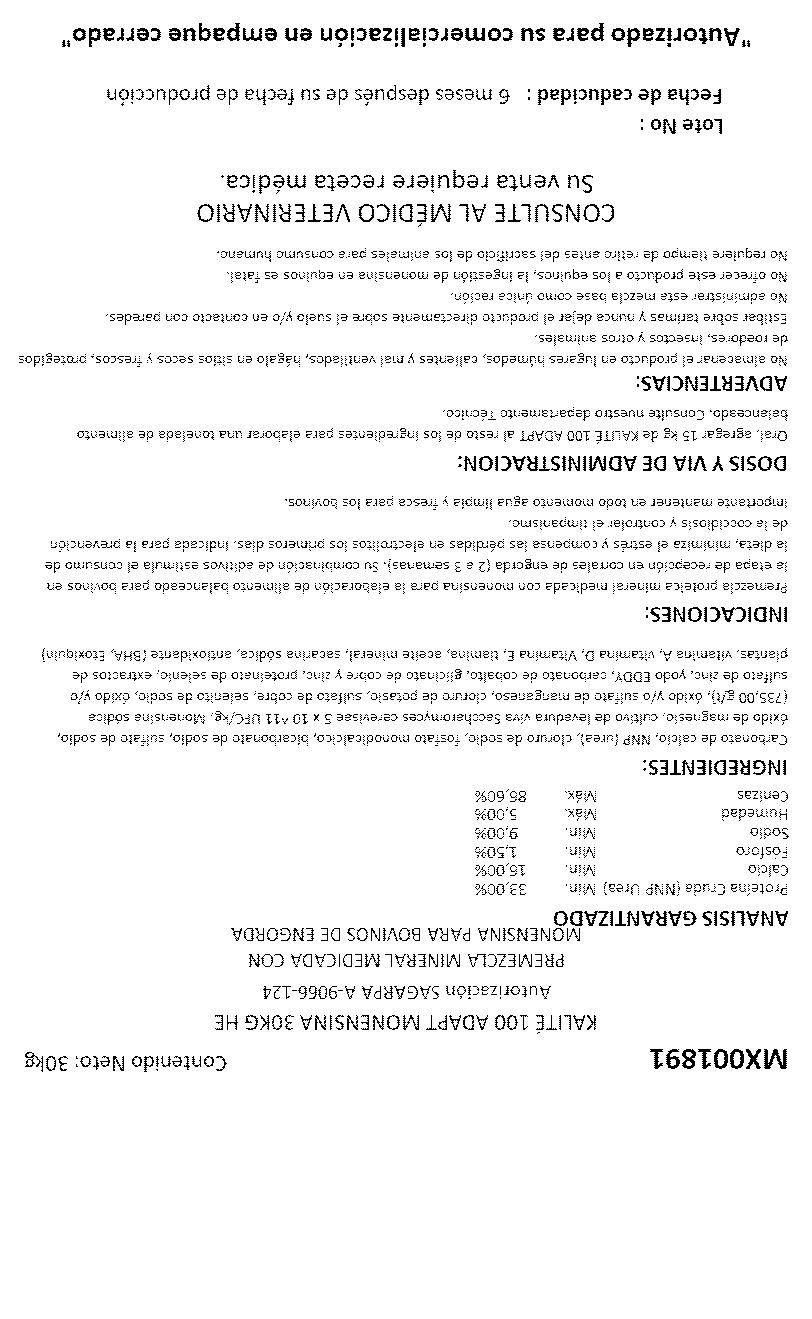 MX001891 Contenido Neto: 30kg
KALITÉ 100 ADAPT MONENSINA 30KG HE
Autorización SAGARPA A-9066-124
PREMEZCLA MINERAL MEDICADA CON
MONENSINA PARA BOVINOS DE ENGORDA
ANALISIS GARANTIZADO
Proteína Cruda (NNP Urea) Min. 33,00%
Calcio Min. 16,00%
Fósforo Min. 1,50%
Sodio Min. 9,00%
Humedad Máx. 5,00%
Cenizas Máx. 86,60%
INGREDIENTES:
Carbonato de calcio, NNP (urea), cloruro de sodio, fosfato monodicalcico, bicarbonato de sodio, sulfato de sodio,
óxido de magnesio, cultivo de levadura viva Saccharomyces cerevisae 5 x 10 ^11 UFC/kg, Monensina sódica
(735,00 g/t), óxido y/o sulfato de manganeso, cloruro de potasio, sulfato de cobre, selenito de sodio, óxido y/o
sulfato de zinc, yodo EDDY, carbonato de cobalto, glicinato de cobre y zinc, proteinato de selenio, extractos de
plantas, vitamina A, vitamina D, Vitamina E, tiamina, aceite mineral, sacarina sódica, antioxidante (BHA, Etoxiquin)
INDICACIONES:
Premezcla proteica mineral medicada con monensina para la elaboración de alimento balanceado para bovinos en
la etapa de recepción en corrales de engorda (2 a 3 semanas). Su combinación de aditivos estimula el consumo de
la dieta, minimiza el estrés y compensa las pérdidas en electrolitos los primeros días. Indicada para la prevención
de la coccidiosis y controlar el timpanismo.
Importante mantener en todo momento agua limpia y fresca para los bovinos.
DOSIS Y VIA DE ADMINISTRACION:
Oral, agregar 15 kg de KALITÉ 100 ADAPT al resto de los ingredientes para elaborar una tonelada de alimento
balanceado. Consulte nuestro departamento Técnico.
ADVERTENCIAS:
No almacenar el producto en lugares húmedos, calientes y mal ventilados, hágalo en sitios secos y frescos, protegidos
de roedores, insectos y otros animales.
Estibar sobre tarimas y nunca dejar el producto directamente sobre el suelo y/o en contacto con paredes.
No administrar esta mezcla base como única ración.
No ofrecer este producto a los equinos, la ingestión de monensina en equinos es fatal.
No requiere tiempo de retiro antes del sacrificio de los animales para consumo humano.
CONSULTE AL MÉDICO VETERINARIO
Su venta requiere receta médica.
Lote No :
Fecha de caducidad : 6 meses después de su fecha de producción
"Autorizado para su comercialización en empaque cerrado"